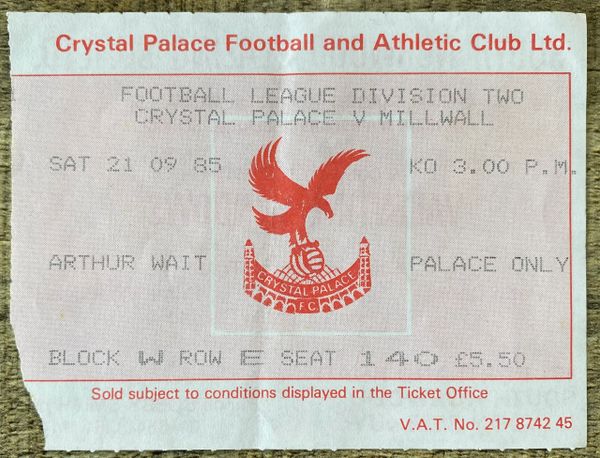 Crystal Palace Football and Athletic Club Ltd.
FOOTBALL LEAGUE DIVISION TWO
CRYSTAL PALACE V MILLWALL
SAT 21 09 85 KO 3.00 P.M.
ARTHUR WAIT PALACE ONLY
CRYSTAL PALACE
F.C.
BLOCK W ROW E SEAT 140 £5.50
Sold subject to conditions displayed in the Ticket Office
V.A.T. No. 217 8742 45